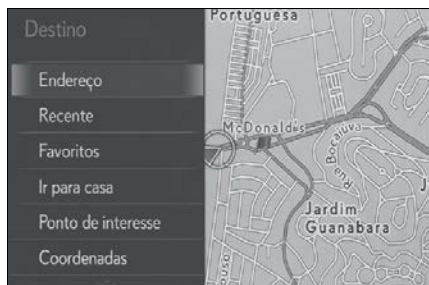 Destino
Endereço
Recente
Favoritos
Ir para casa
Ponto de interesse
Coordenadas
Portuguesa
McDonald's
Rua Bocaiuva
Jardim
Guanabara